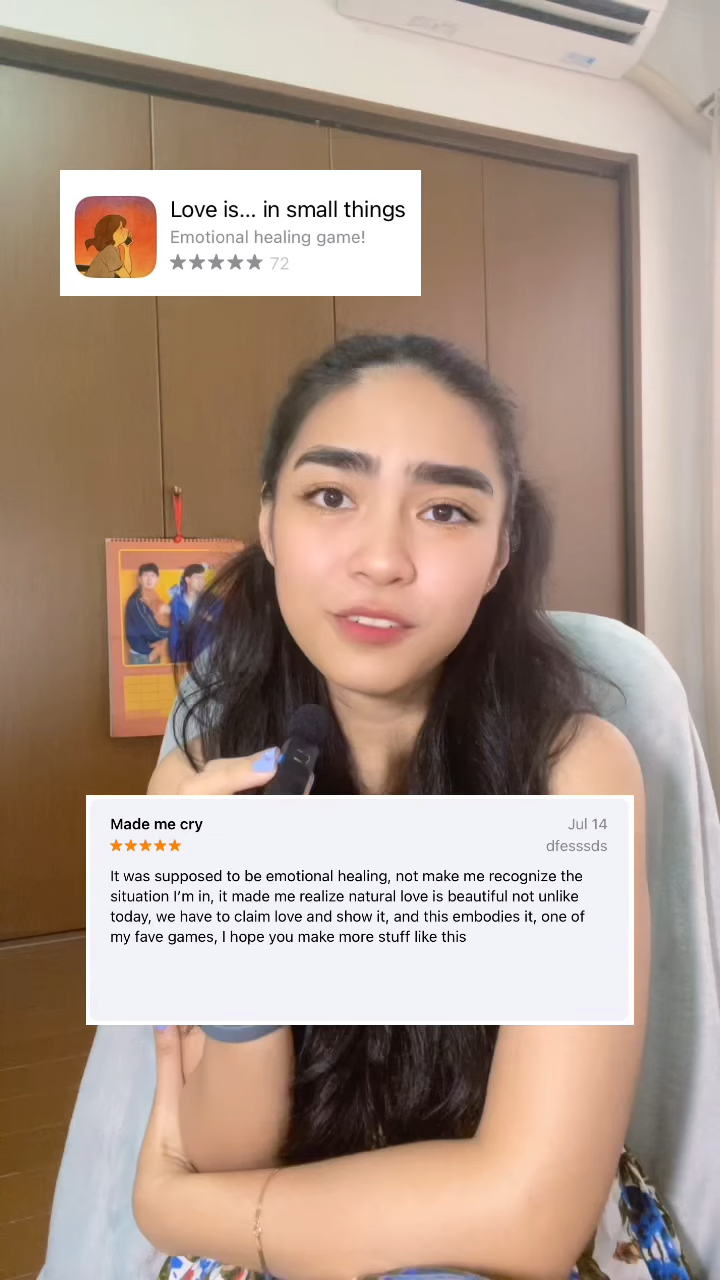 Love is... in small things
Emotional healing game!
72
Made me cry
Jul 14
dfesssds
It was supposed to be emotional healing, not make me recognize the
situation I'm in, it made me realize natural love is beautiful not unlike
today, we have to claim love and show it, and this embodies it, one of
my fave games, I hope you make more stuff like this